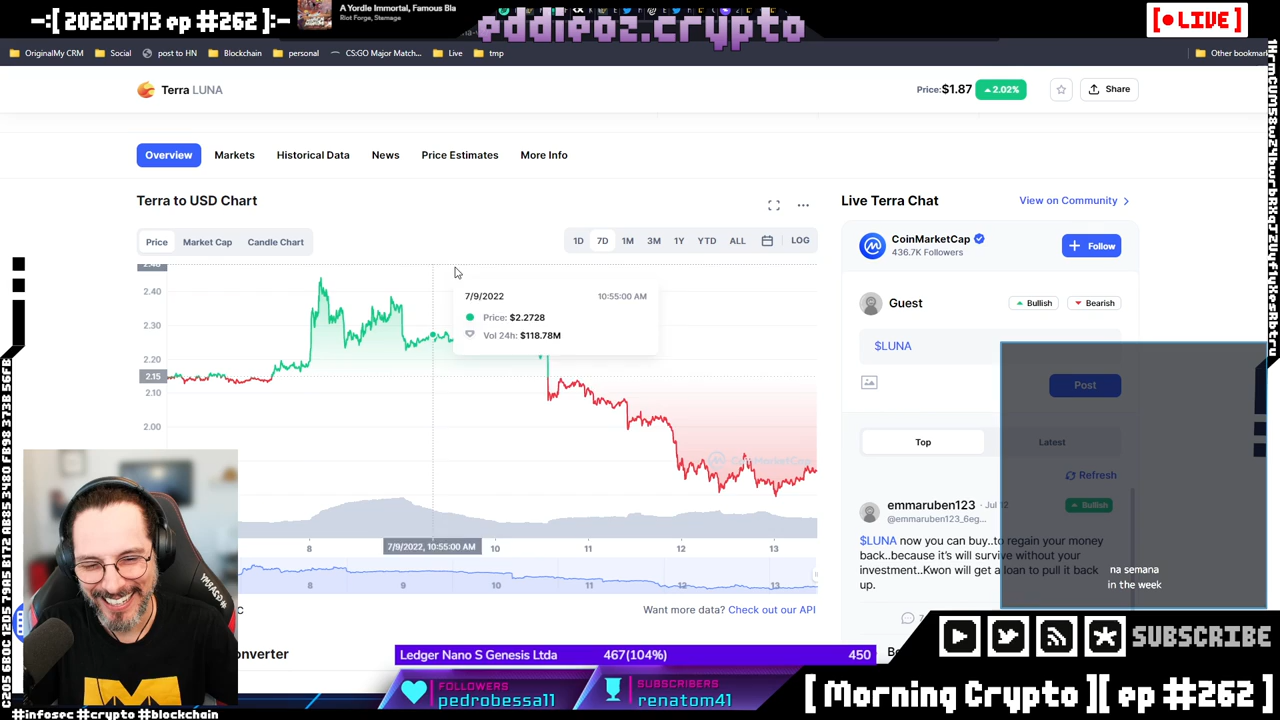 -:[ 20220713 ep #262 ]:-
A Yordle Immortal, Famous Bla
Riot Forge, Stemage
eddieoz.crypto
[•LIVE]
OriginalMy CRM
Social
post to HN
Blockchain
personal
CS:GO Major Match...
Live
tmp
Other bookmar
Terra LUNA
Price:$1.87
2.02%
Share
Overview
Markets
Historical Data
News
Price Estimates
More Info
Terra to USD Chart
Price
Market Cap
Candle Chart
1D
7D
1M
3M
1Y
YTD
ALL
LOG
2.40
2.30
2.20
2.15
2.10
2.00
7/9/2022
10:55:00 AM
Price: $2.2728
Vol 24h: $118.78M
CoinMarketCap
8
7/9/2022, 10:55:00 AM
10
11
12
13
8
9
10
11
12
13
Want more data? Check out our API
onverter
Live Terra Chat
View on Community
CoinMarketCap
436.7K Followers
Follow
Guest
Bullish
Bearish
$LUNA
Post
Top
Latest
Refresh
emmaruben123
@emmaruben123_6eg...
Bullish
$LUNA now you can buy..to regain your money
back..because it's will survive without your
investment..Kwon will get a loan to pull it back
up.
na semana
in the week
Ledger Nano S Genesis Ltda
467(104%)
450
FOLLOWERS
pedrobessa11
SUBSCRIBERS
renatom41
SUBSCRIBE
[ Morning Crypto ][ ep #262 ]
#infosec #crypto #blockchain